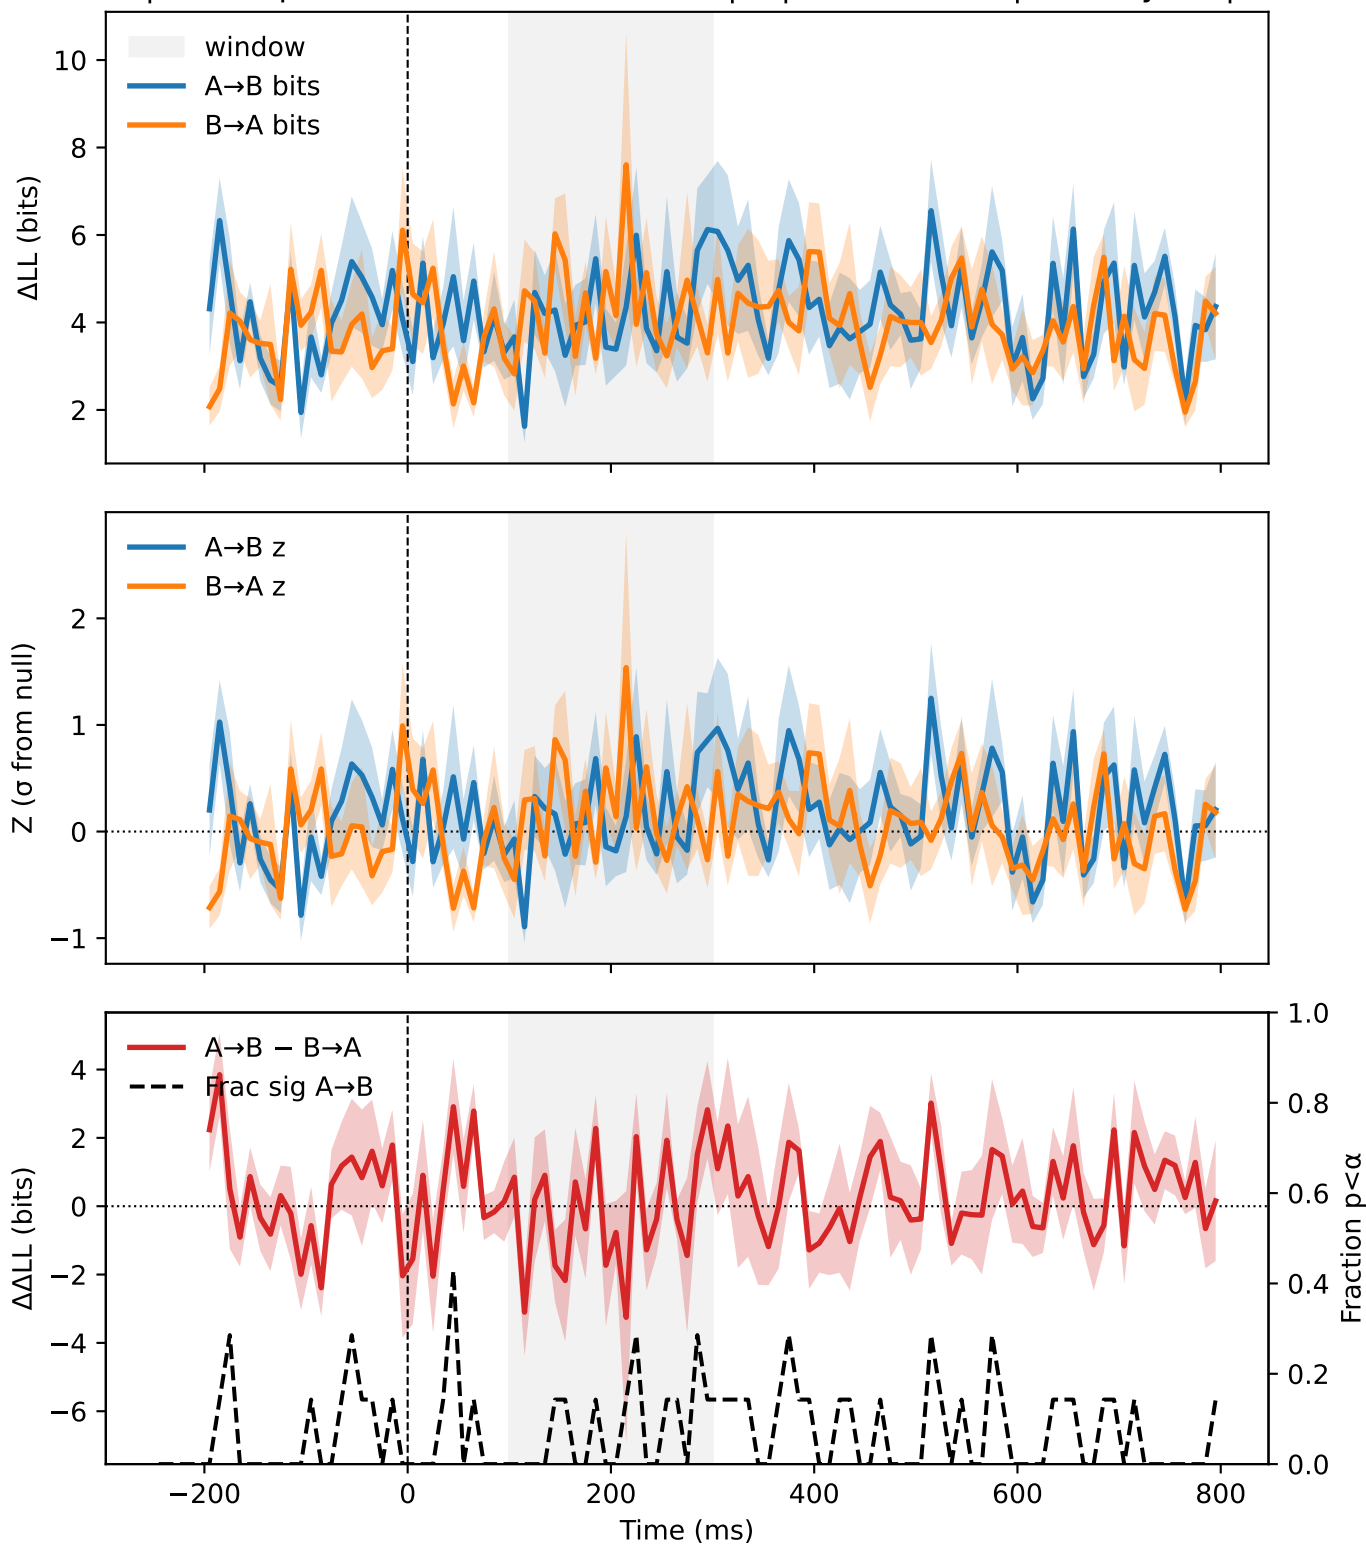 window
A→B bits
B→A bits
10
8
6
4
2
ΔLL (bits)
A→B z
B→A z
2
1
0
−1
Z (σ from null)
A→B − B→A
Frac sig A→B
4
2
0
−2
−4
−6
ΔΔLL (bits)
1.0
0.8
0.6
0.4
0.2
0.0
Fraction p<α
−200 0 200 400 600 800
Time (ms)